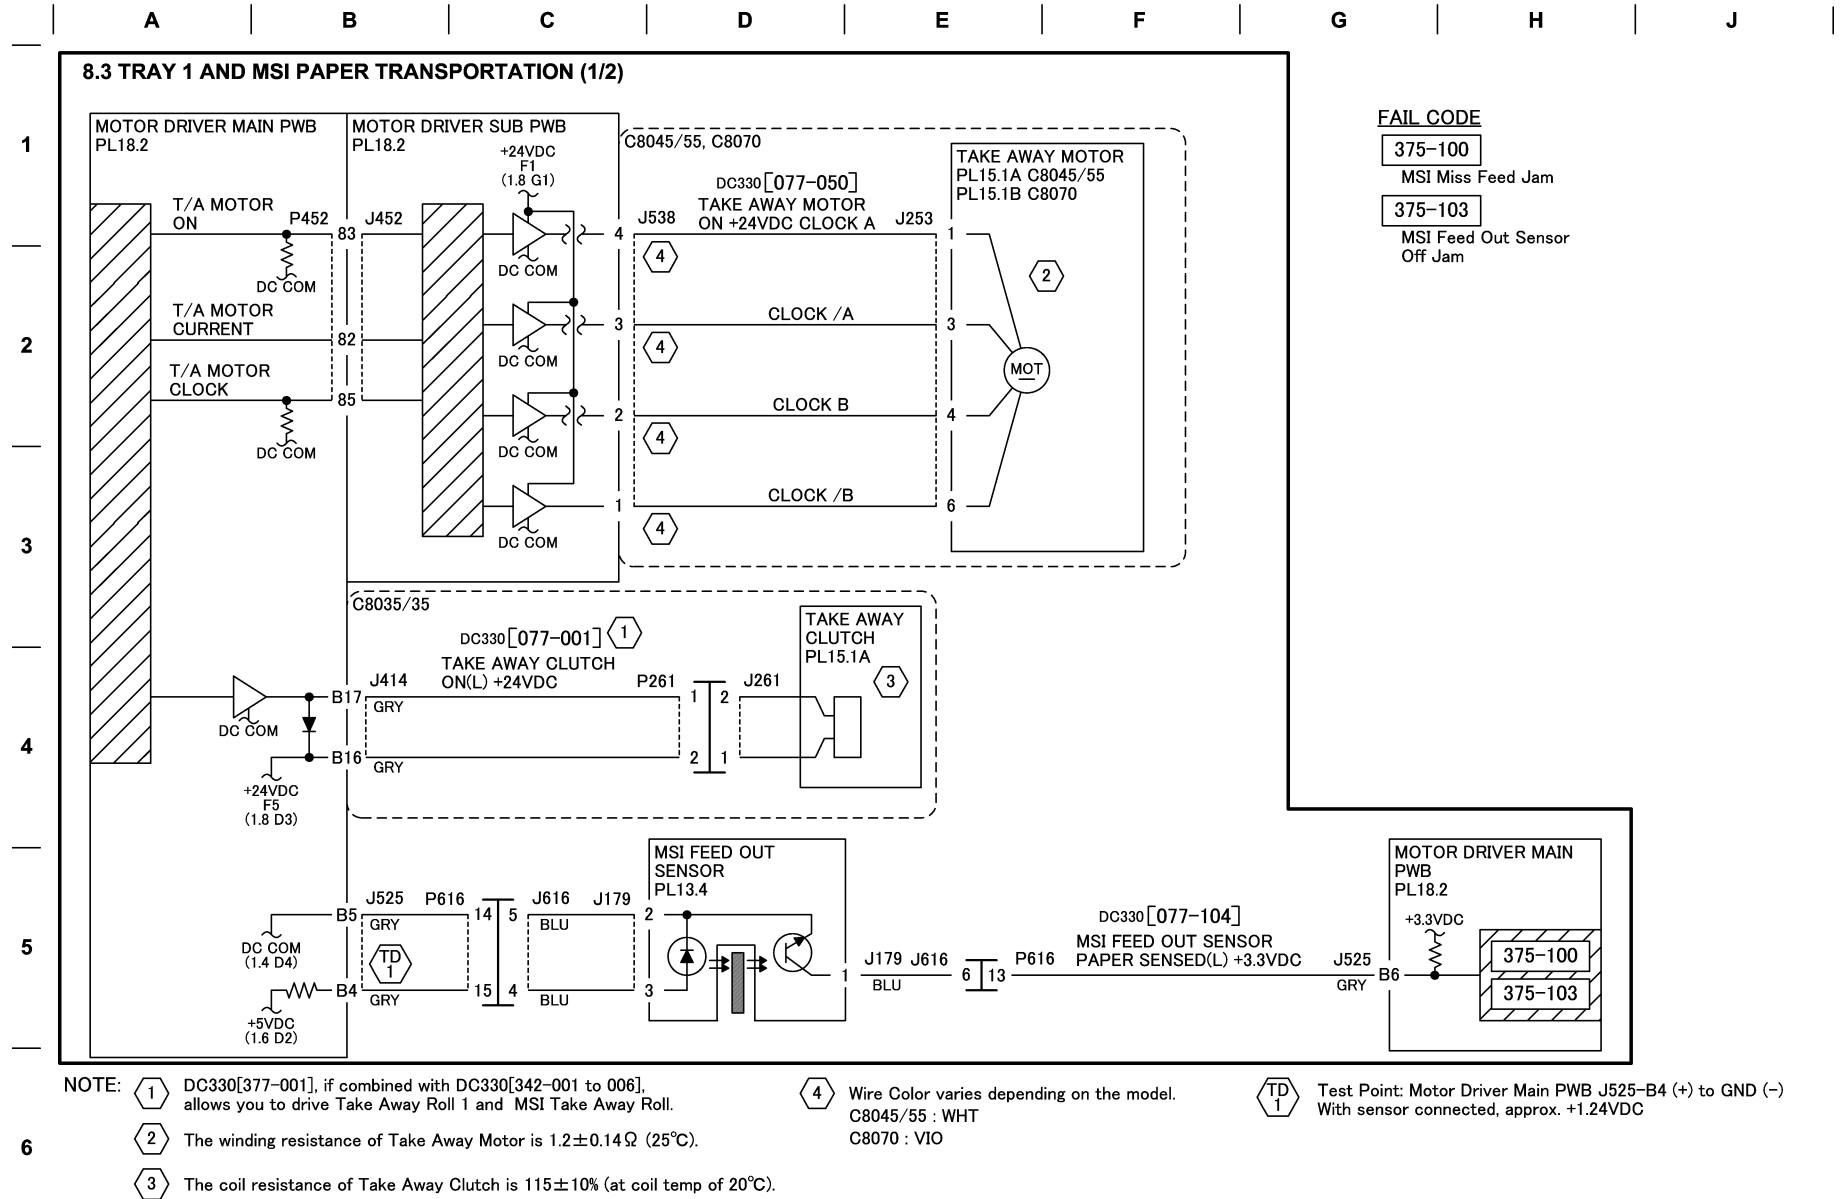 A B C D E F G H J
8.3 TRAY 1 AND MSI PAPER TRANSPORTATION (1/2)
1
MOTOR DRIVER MAIN PWB
PL18.2
MOTOR DRIVER SUB PWB
PL18.2
+24VDC
F1
(1.8 G1)
C8045/55, C8070
TAKE AWAY MOTOR
PL15.1A C8045/55
PL15.1B C8070
FAIL CODE
375-100
MSI Miss Feed Jam
375-103
MSI Feed Out Sensor
Off Jam
T/A MOTOR
ON
P452
83
J452
DC COM
DC COM
4
J538
4
DC330[077-050]
TAKE AWAY MOTOR
ON +24VDC CLOCK A
J253
1
2
2
T/A MOTOR
CURRENT
82
DC COM
3
4
CLOCK /A
3
MOT
T/A MOTOR
CLOCK
85
DC COM
DC COM
2
4
CLOCK B
4
3
DC COM
1
4
CLOCK /B
6
C8035/35
DC330[077-001]
1
TAKE AWAY CLUTCH
ON(L) +24VDC
TAKE AWAY
CLUTCH
PL15.1A
3
4
DC COM
B17
J414
GRY
P261
1
2
J261
B16
GRY
2
1
+24VDC
F5
(1.8 D3)
5
MSI FEED OUT
SENSOR
PL13.4
MOTOR DRIVER MAIN
PWB
PL18.2
B5
J525
GRY
P616
14
5
J616
BLU
J179
2
DC COM
(1.4 D4)
TD
1
B4
GRY
15
4
BLU
3
+5VDC
(1.6 D2)
1
J179
BLU
J616
6
13
P616
DC330[077-104]
MSI FEED OUT SENSOR
PAPER SENSED(L) +3.3VDC
J525
GRY
B6
+3.3VDC
375-100
375-103
6
NOTE:
1
DC330[377-001], if combined with DC330[342-001 to 006],
allows you to drive Take Away Roll 1 and MSI Take Away Roll.
2
The winding resistance of Take Away Motor is 1.2±0.14Ω (25℃).
3
The coil resistance of Take Away Clutch is 115±10% (at coil temp of 20℃).
4
Wire Color varies depending on the model.
C8045/55 : WHT
C8070 : VIO
TD
1
Test Point: Motor Driver Main PWB J525-B4 (+) to GND (-)
With sensor connected, approx. +1.24VDC